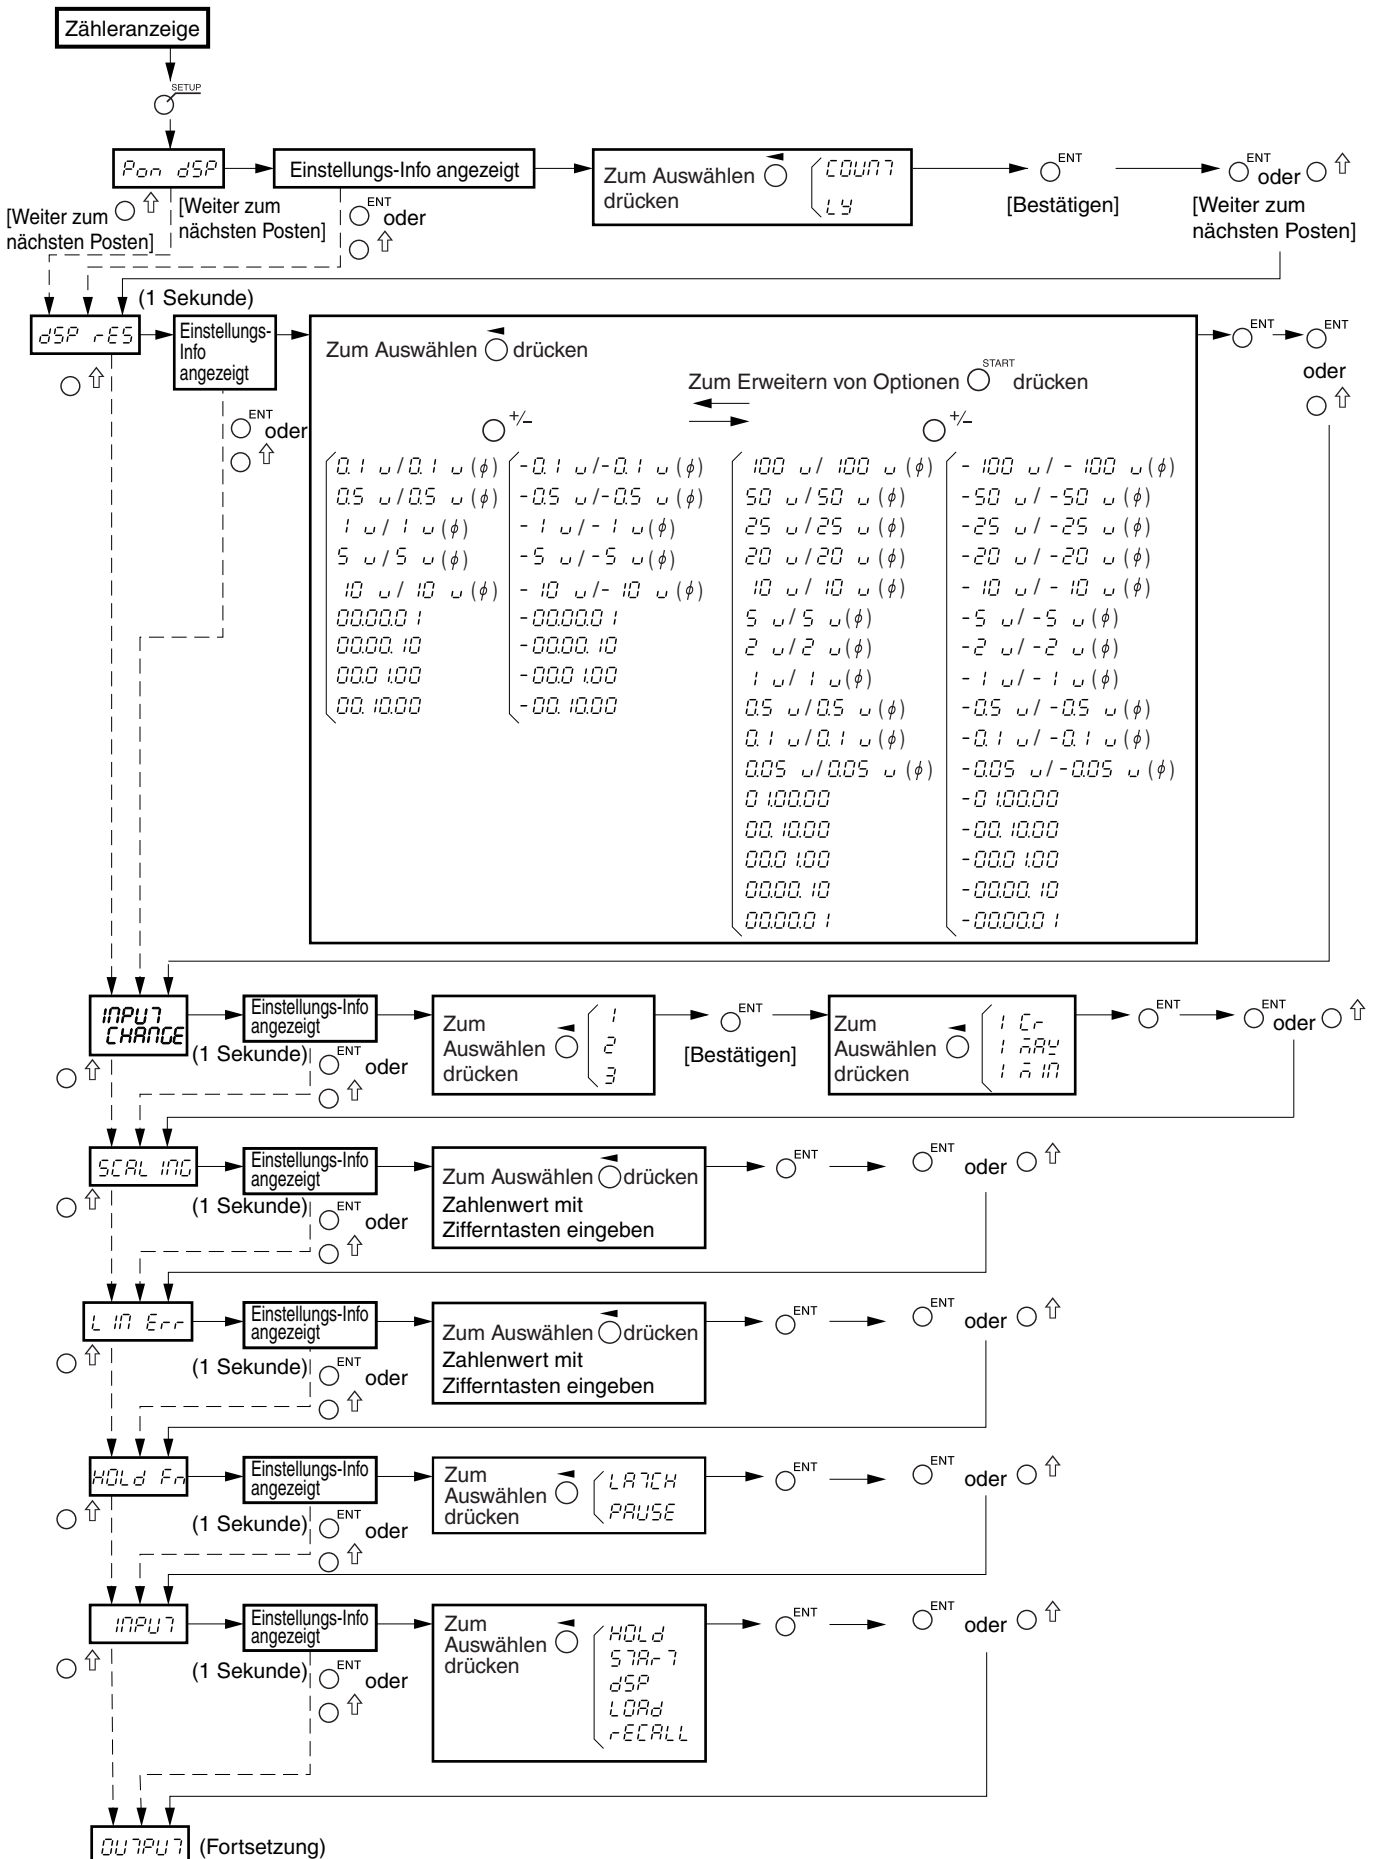 Zähleranzeige
SETUP
Pon dSP
Einstellungs-Info angezeigt
Zum Auswählen
drücken
COUNT
LY
ENT
[Bestätigen]
ENT
oder
[Weiter zum
nächsten Posten]
[Weiter zum
nächsten Posten]
[Weiter zum
nächsten Posten]
ENT
oder
(1 Sekunde)
dSP rES
Einstellungs-
Info
angezeigt
ENT
oder
Zum Auswählen drücken
Zum Erweitern von Optionen START drücken
+/–
+/–
0.1 u/0.1 u (ϕ)
0.5 u/0.5 u (ϕ)
1 u/1 u (ϕ)
5 u/5 u (ϕ)
10 u/10 u (ϕ)
00.00.01
00.00.10
00.01.00
00.10.00
-0.1 u/-0.1 u (ϕ)
-0.5 u/-0.5 u (ϕ)
-1 u/-1 u (ϕ)
-5 u/-5 u (ϕ)
-10 u/-10 u (ϕ)
-00.00.01
-00.00.10
-00.01.00
-00.10.00
100 u/100 u (ϕ)
50 u/50 u (ϕ)
25 u/25 u (ϕ)
20 u/20 u (ϕ)
10 u/10 u (ϕ)
5 u/5 u (ϕ)
2 u/2 u (ϕ)
1 u/1 u (ϕ)
0.5 u/0.5 u (ϕ)
0.1 u/0.1 u (ϕ)
0.05 u/0.05 u (ϕ)
01.00.00
00.10.00
00.01.00
00.00.10
00.00.01
-100 u/-100 u (ϕ)
-50 u/-50 u (ϕ)
-25 u/-25 u (ϕ)
-20 u/-20 u (ϕ)
-10 u/-10 u (ϕ)
-5 u/-5 u (ϕ)
-2 u/-2 u (ϕ)
-1 u/-1 u (ϕ)
-0.5 u/-0.5 u (ϕ)
-0.1 u/-0.1 u (ϕ)
-0.05 u/-0.05 u (ϕ)
-01.00.00
-00.10.00
-00.01.00
-00.00.10
-00.00.01
ENT
ENT
oder
INPUT
CHANGE
Einstellungs-Info
angezeigt
(1 Sekunde)
ENT
oder
Zum
Auswählen
drücken
1
2
3
ENT
[Bestätigen]
Zum
Auswählen
drücken
1 Cr
1 MAX
1 MIN
ENT
ENT
oder
SCALING
Einstellungs-Info
angezeigt
(1 Sekunde)
ENT
oder
Zum Auswählen drücken
Zahlenwert mit
Zifferntasten eingeben
ENT
ENT
oder
LIN Err
Einstellungs-Info
angezeigt
(1 Sekunde)
ENT
oder
Zum Auswählen drücken
Zahlenwert mit
Zifferntasten eingeben
ENT
ENT
oder
HOLd Fn
Einstellungs-Info
angezeigt
(1 Sekunde)
ENT
oder
Zum
Auswählen
drücken
LATCH
PAUSE
ENT
ENT
oder
INPUT
Einstellungs-Info
angezeigt
(1 Sekunde)
ENT
oder
Zum
Auswählen
drücken
HOLd
STArT
dSP
LOAd
rECALL
ENT
ENT
oder
OUTPUT
(Fortsetzung)